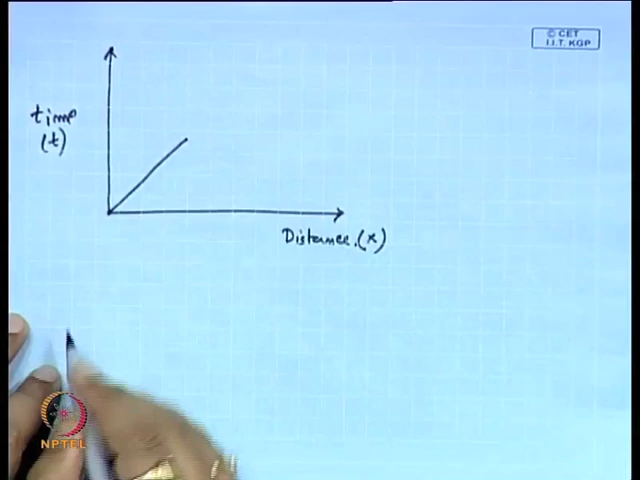 © CET
I.I.T. KGP
time
(t)
Distance.(x)
NPTEL